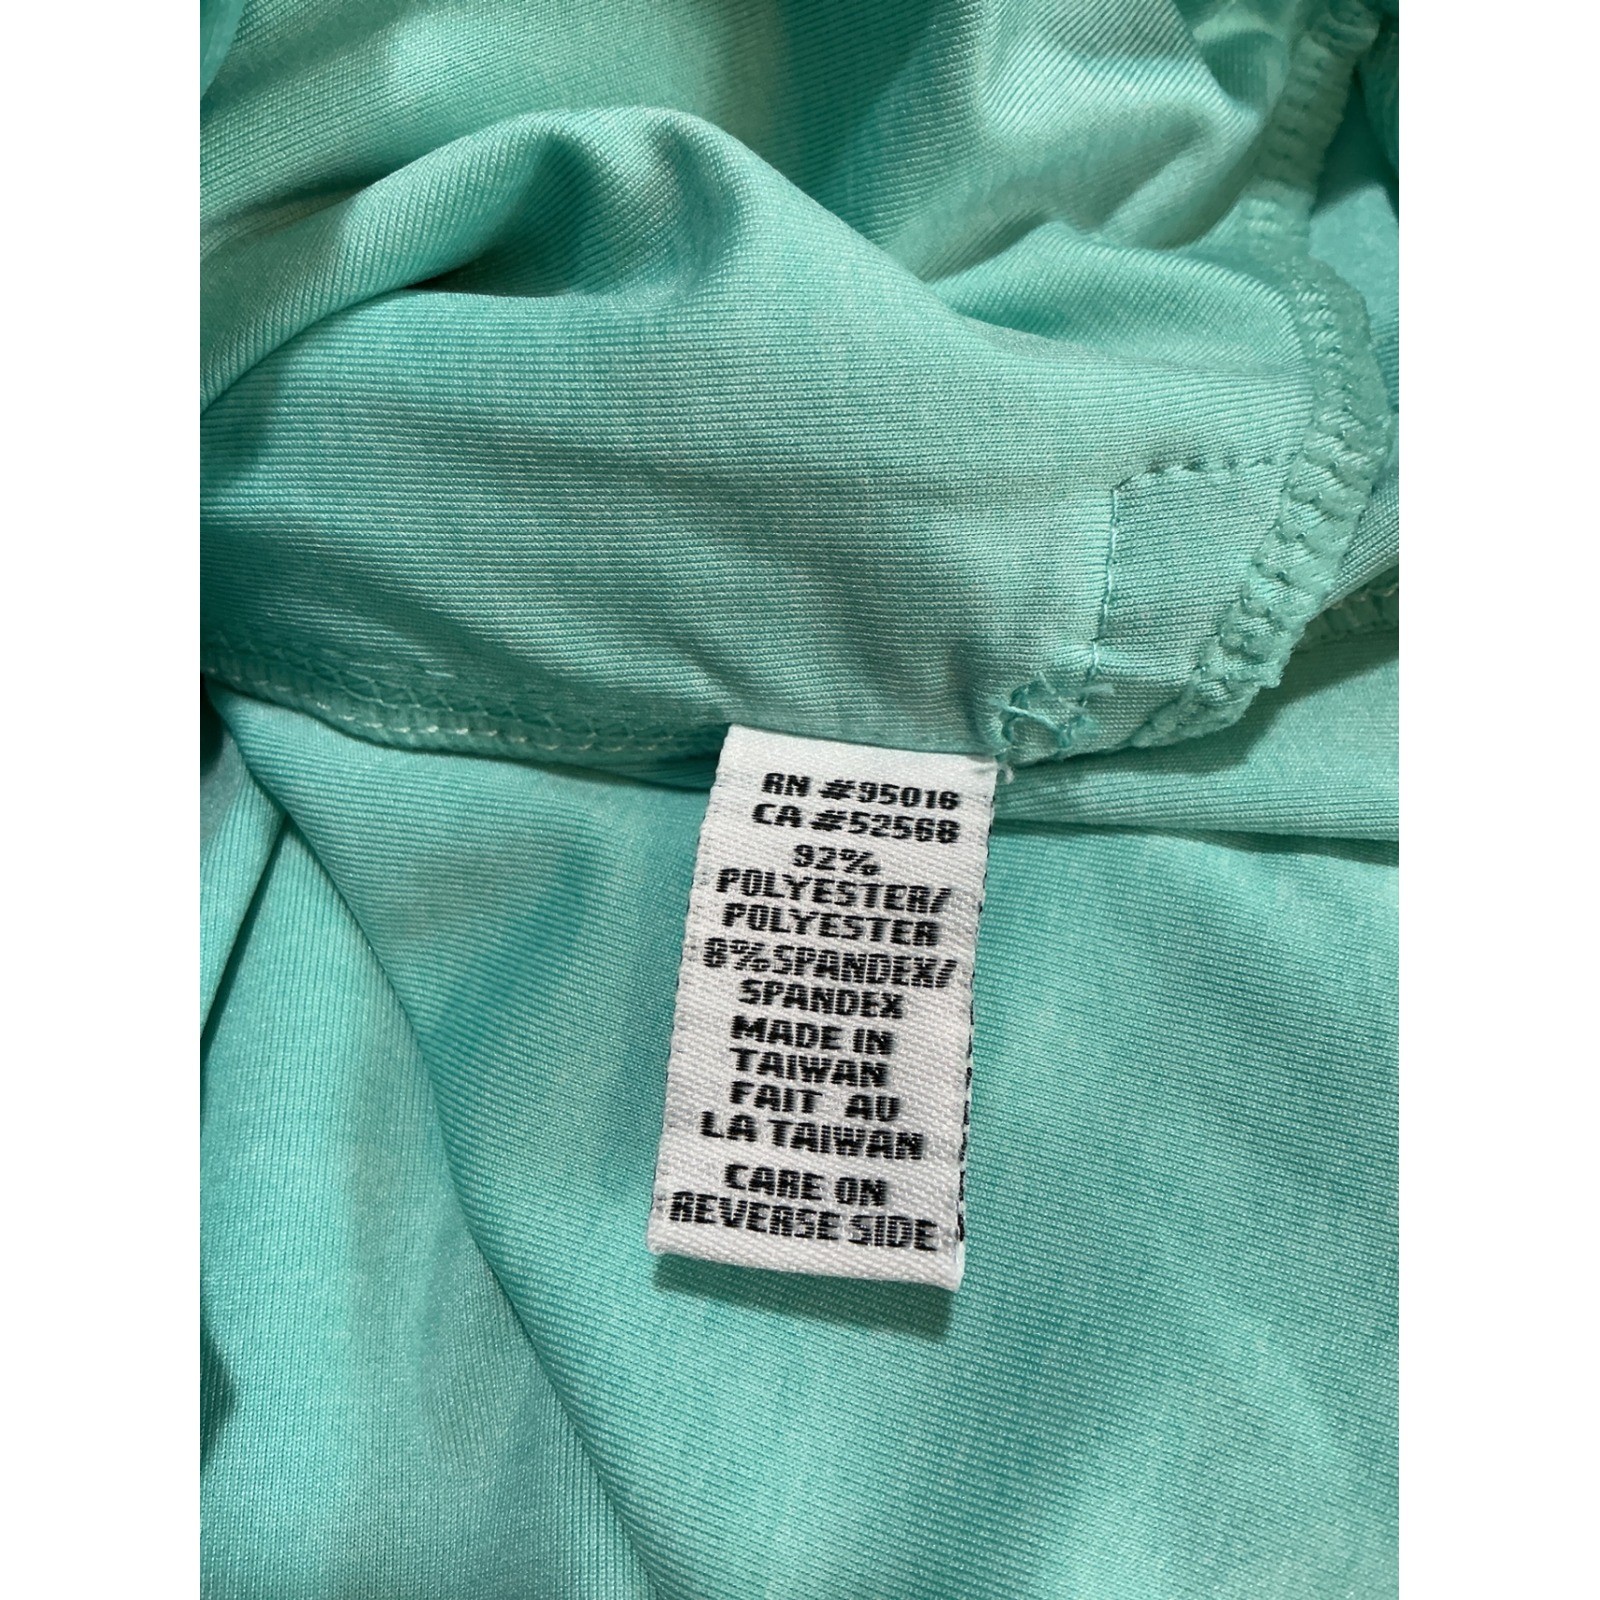 RN #95016
CA #52568
92%
POLYESTER/
POLYESTER
8% SPANDEX/
SPANDEX
MADE IN
TAIWAN
FAIT AU
LA TAIWAN
CARE ON
REVERSE SIDE